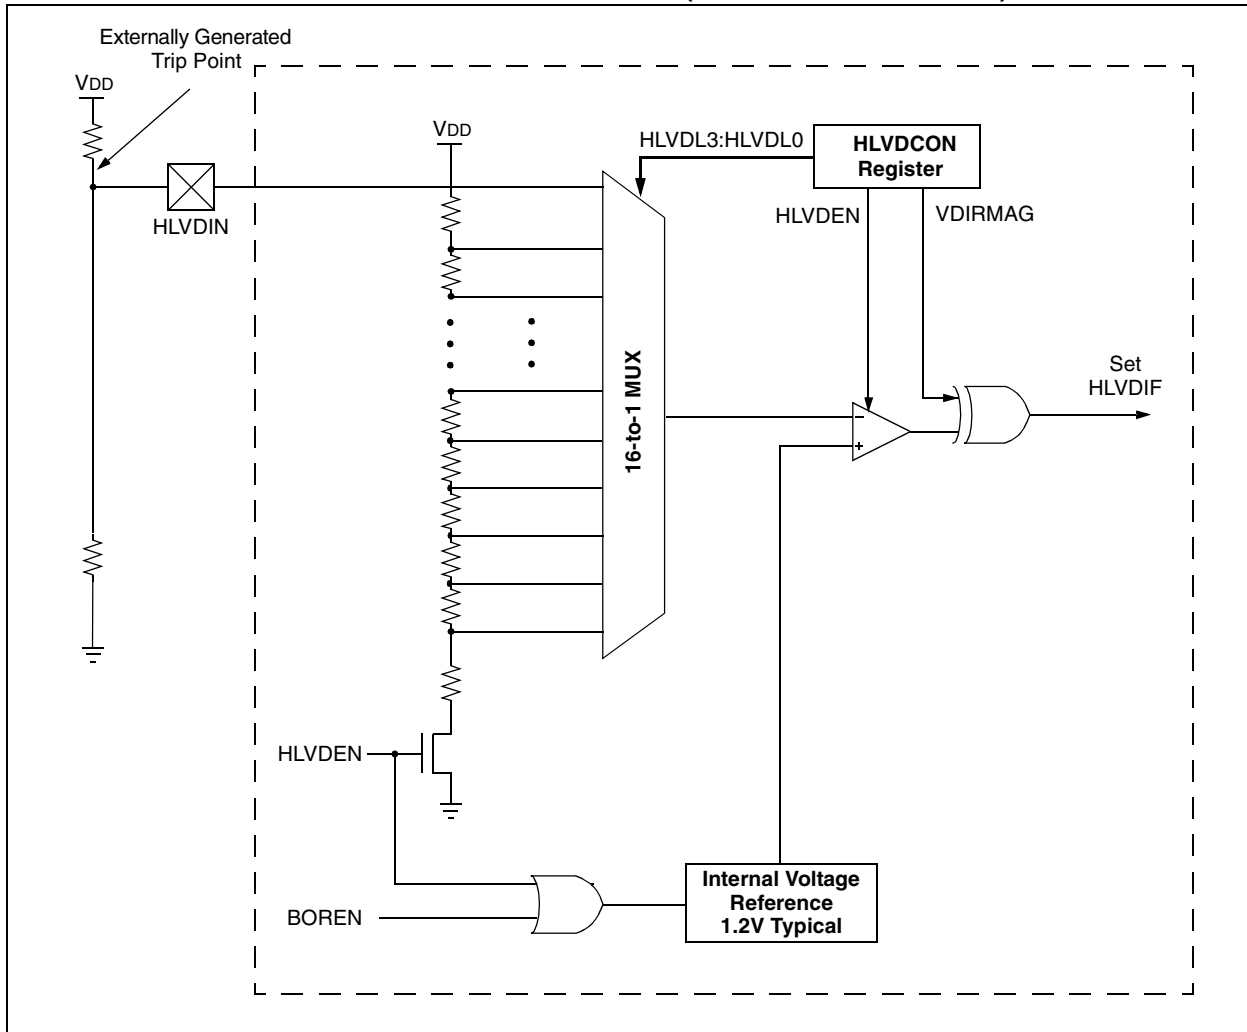 Externally Generated
Trip Point
VDD
VDD
HLVDL3:HLVDL0
HLVDCON
Register
HLVDIN
HLVDEN
VDIRMAG
16-to-1 MUX
Set
HLVDIF
–
+
HLVDEN
BOREN
Internal Voltage
Reference
1.2V Typical